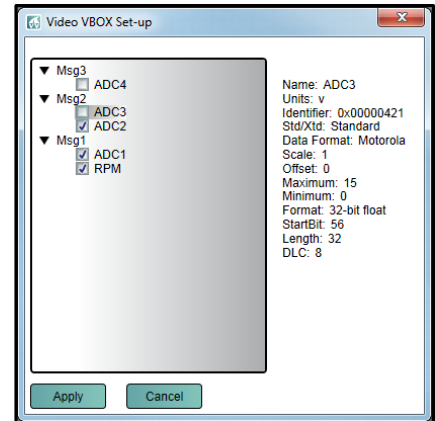 Video VBOX Set-up
Msg3
ADC4
Msg2
ADC3
ADC2
Msg1
ADC1
RPM
Name: ADC3
Units: v
Identifier: 0x00000421
Std/Xtd: Standard
Data Format: Motorola
Scale: 1
Offset: 0
Maximum: 15
Minimum: 0
Format: 32-bit float
StartBit: 56
Length: 32
DLC: 8
Apply
Cancel